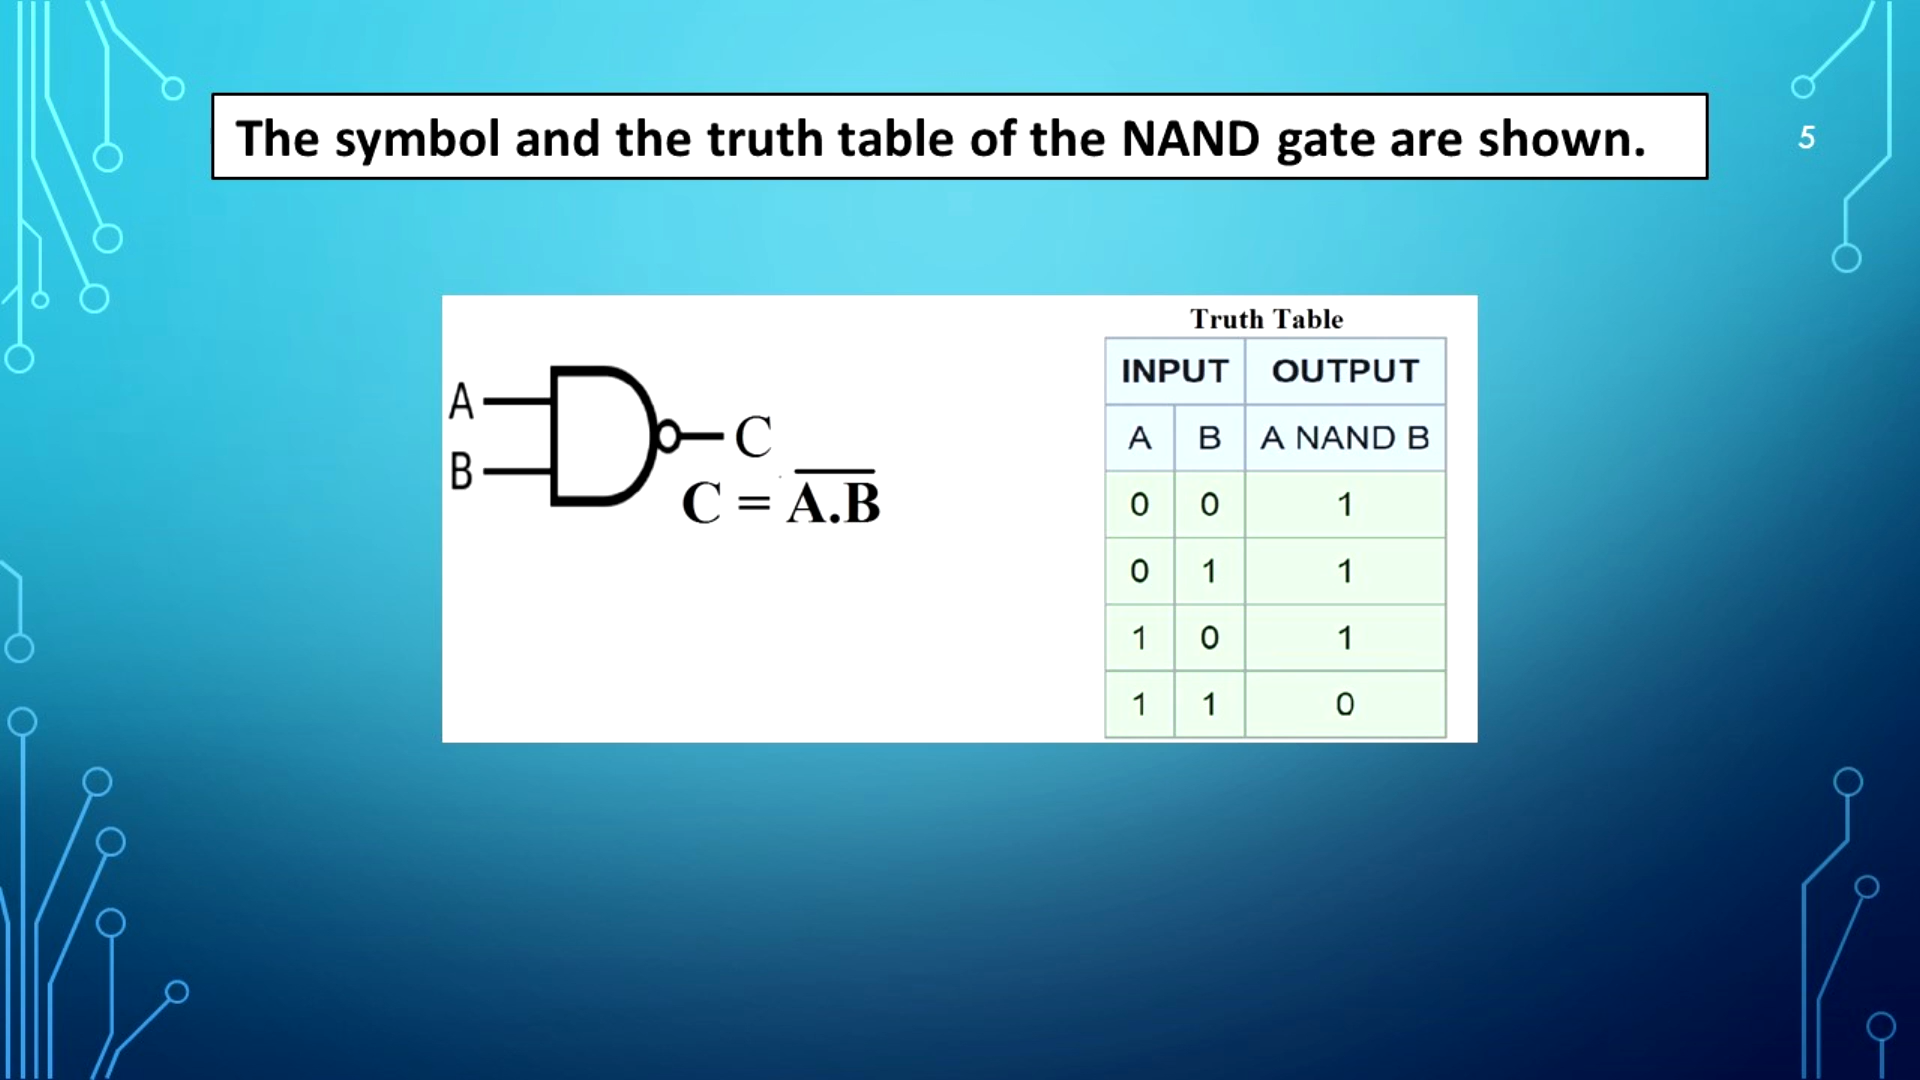 The symbol and the truth table of the NAND gate are shown.
5
A
B
C
C = A̅.̅B̅
Truth Table
INPUT OUTPUT
A B A NAND B
0 0 1
0 1 1
1 0 1
1 1 0